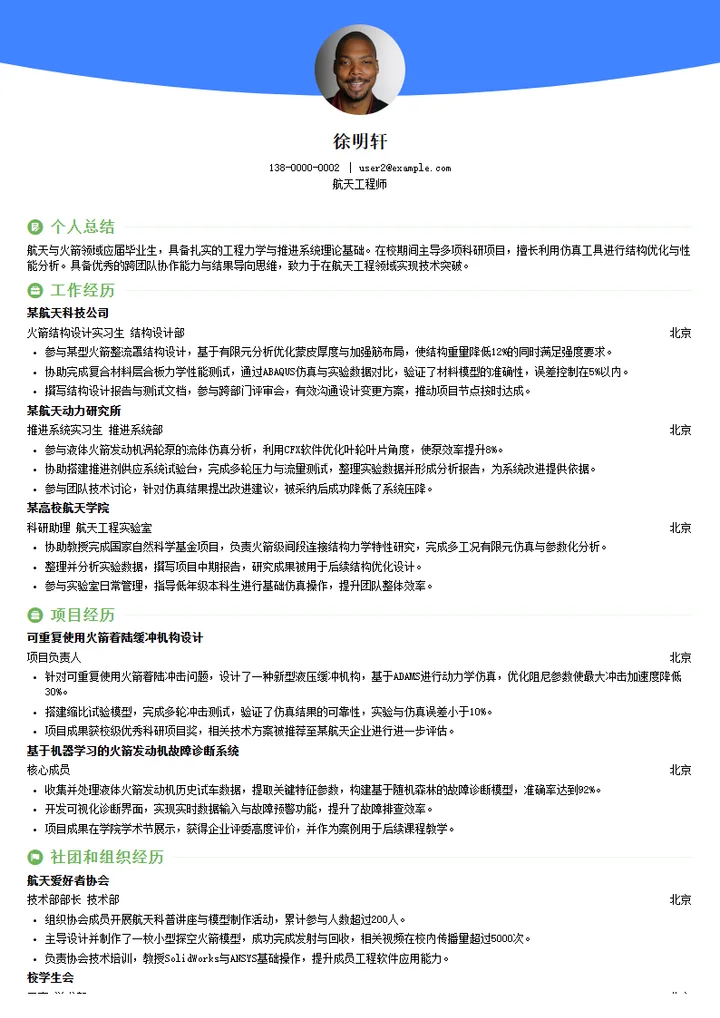 徐明轩
138-0000-0002 | user2@example.com
航天工程师
个人总结
航天与火箭领域应届毕业生，具备扎实的工程力学与推进系统理论基础。在校期间主导多项科研项目，擅长利用仿真工具进行结构优化与性
能分析。具备优秀的跨团队协作能力与结果导向思维，致力于在航天工程领域实现技术突破。
工作经历
某航天科技公司
火箭结构设计实习生 结构设计部 北京
• 参与某型火箭整流罩结构设计，基于有限元分析优化蒙皮厚度与加强筋布局，使结构重量降低12%的同时满足强度要求。
• 协助完成复合材料层合板力学性能测试，通过ABAQUS仿真与实验数据对比，验证了材料模型的准确性，误差控制在5%以内。
• 撰写结构设计报告与测试文档，参与跨部门评审会，有效沟通设计变更方案，推动项目节点按时达成。
某航天动力研究所
推进系统实习生 推进系统部 北京
• 参与液体火箭发动机涡轮泵的流体仿真分析，利用CFX软件优化叶轮叶片角度，使泵效率提升8%。
• 协助搭建推进剂供应系统试验台，完成多轮压力与流量测试，整理实验数据并形成分析报告，为系统改进提供依据。
• 参与团队技术讨论，针对仿真结果提出改进建议，被采纳后成功降低了系统压降。
某高校航天学院
科研助理 航天工程实验室 北京
• 协助教授完成国家自然科学基金项目，负责火箭级间段连接结构力学特性研究，完成多工况有限元仿真与参数化分析。
• 整理并分析实验数据，撰写项目中期报告，研究成果被用于后续结构优化设计。
• 参与实验室日常管理，指导低年级本科生进行基础仿真操作，提升团队整体效率。
项目经历
可重复使用火箭着陆缓冲机构设计
项目负责人 北京
• 针对可重复使用火箭着陆冲击问题，设计了一种新型液压缓冲机构，基于ADAMS进行动力学仿真，优化阻尼参数使最大冲击加速度降低
30%。
• 搭建缩比试验模型，完成多轮冲击测试，验证了仿真结果的可靠性，实验与仿真误差小于10%。
• 项目成果获校级优秀科研项目奖，相关技术方案被推荐至某航天企业进行进一步评估。
基于机器学习的火箭发动机故障诊断系统
核心成员 北京
• 收集并处理液体火箭发动机历史试车数据，提取关键特征参数，构建基于随机森林的故障诊断模型，准确率达到92%。
• 开发可视化诊断界面，实现实时数据输入与故障预警功能，提升了故障排查效率。
• 项目成果在学院学术节展示，获得企业评委高度评价，并作为案例用于后续课程教学。
社团和组织经历
航天爱好者协会
技术部部长 技术部 北京
• 组织协会成员开展航天科普讲座与模型制作活动，累计参与人数超过200人。
• 主导设计并制作了一枚小型探空火箭模型，成功完成发射与回收，相关视频在校内传播量超过5000次。
• 负责协会技术培训，教授SolidWorks与ANSYS基础操作，提升成员工程软件应用能力。
校学生会